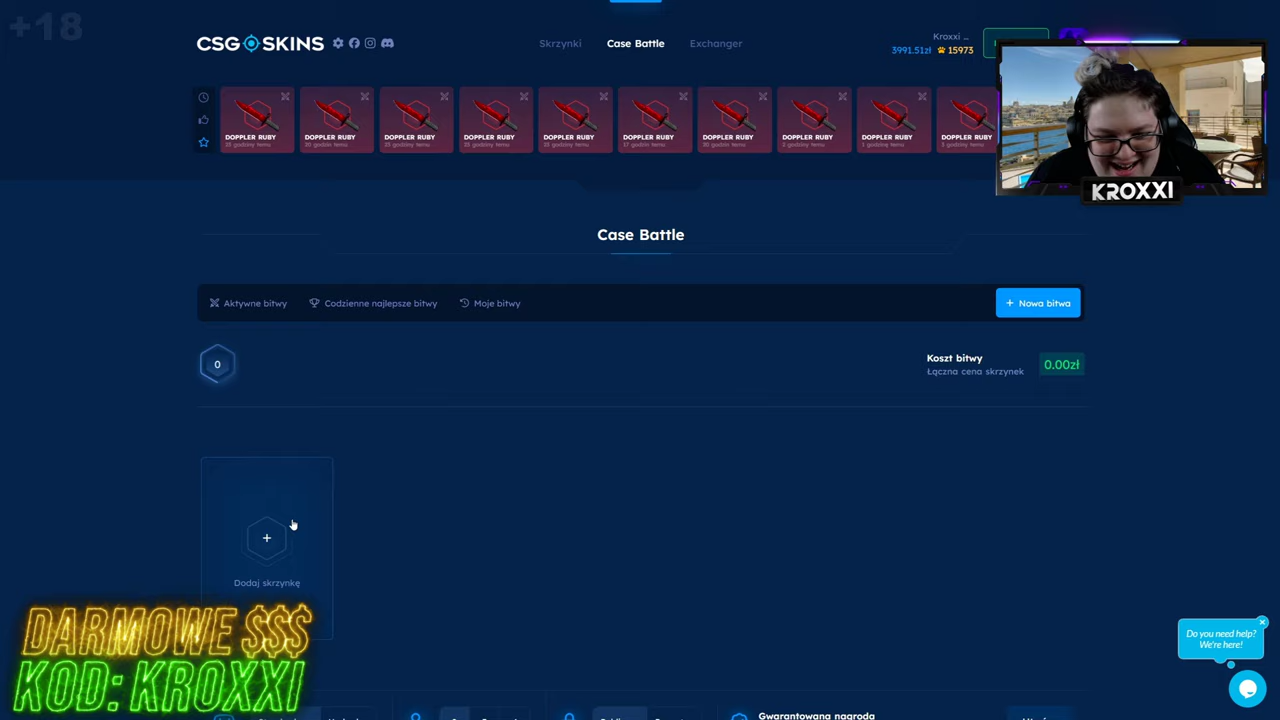 +18
CSG SKINS
Skrzynki
Case Battle
Exchanger
Kroxxi ...
3991.51zł 15973
DOPPLER RUBY
DOPPLER RUBY
DOPPLER RUBY
DOPPLER RUBY
DOPPLER RUBY
DOPPLER RUBY
DOPPLER RUBY
DOPPLER RUBY
DOPPLER RUBY
DOPPLER RUBY
KROXXI
Case Battle
Aktywne bitwy
Codzienne najlepsze bitwy
Moje bitwy
+ Nowa bitwa
0
Koszt bitwy
Łączna cena skrzynek
0.00zł
+
Dodaj skrzynkę
DARMOWE $$$
KOD: KROXXI
Do you need help?
We're here!
Gwarantowana nagroda